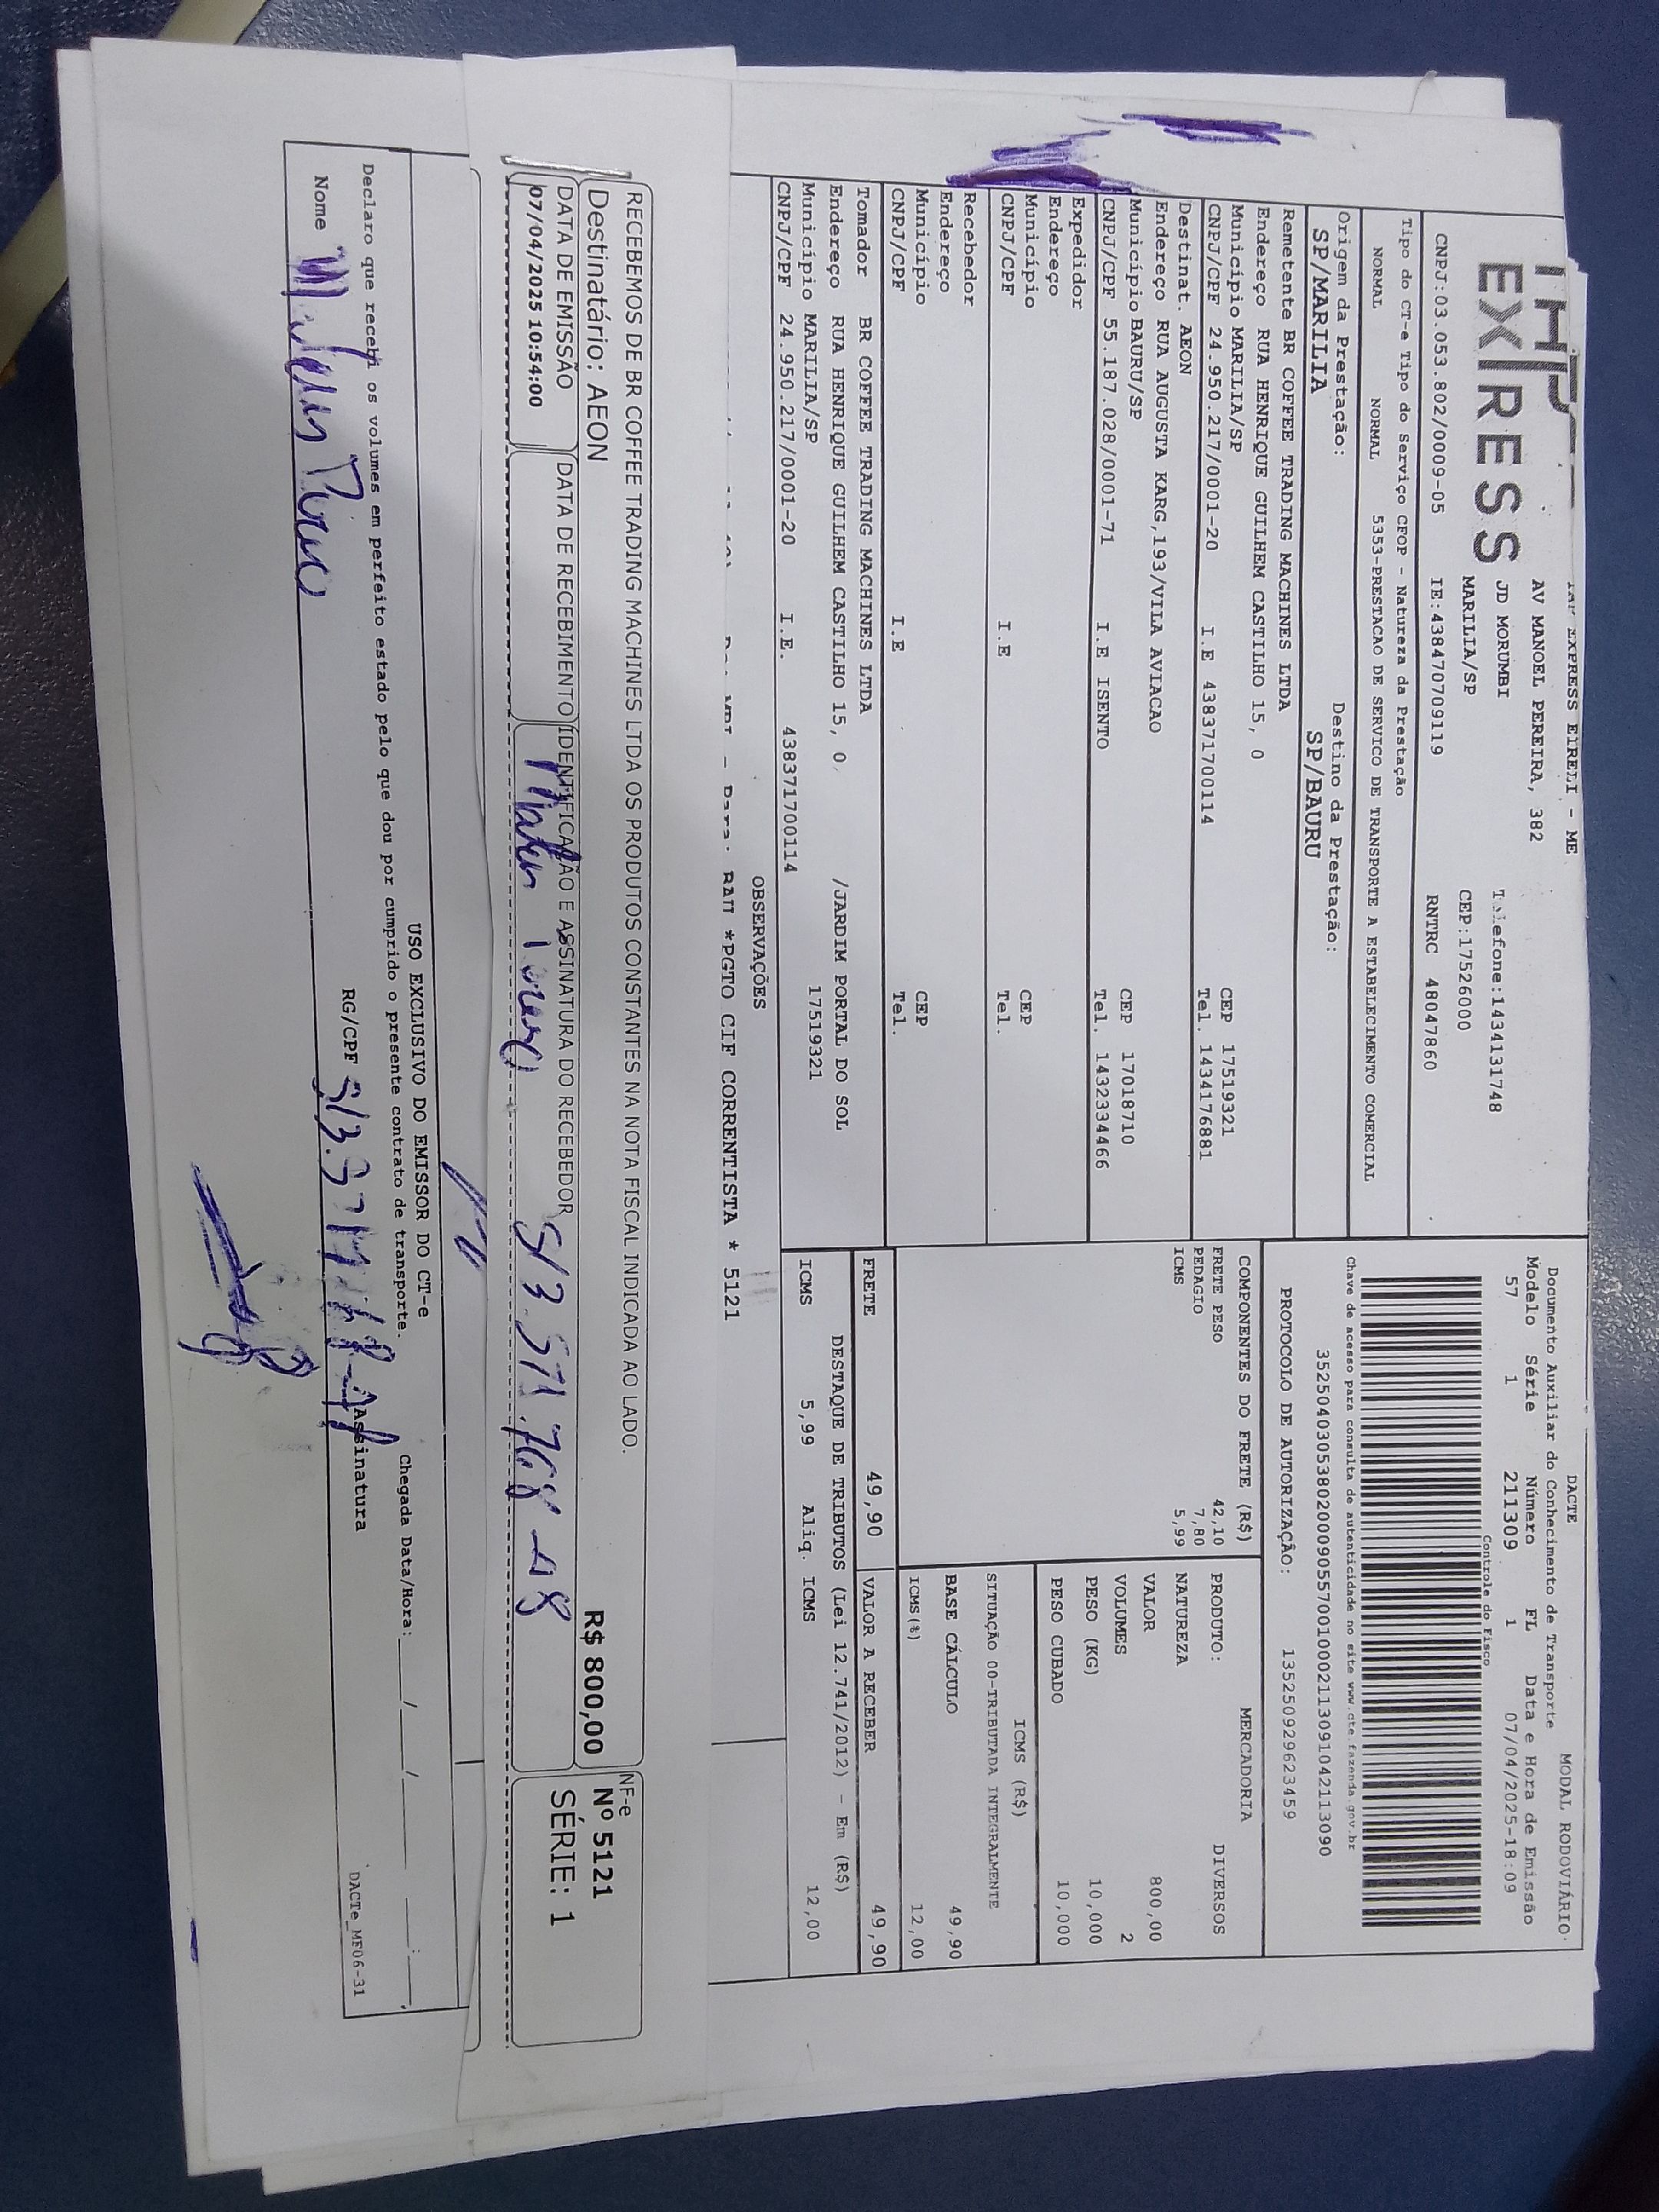 EXPRESS EIRELI - ME
EXPRESS
AV MANOEL PEREIRA, 382
JD MORUMBI
Telefone:1434131748
MARILIA/SP
CEP:17526000
CNPJ:03.053.802/0009-05 IE:438470709119 RNTRC 48047860
Tipo do CT-e Tipo do Serviço CFOP - Natureza da Prestação
NORMAL NORMAL 5353-PRESTACAO DE SERVICO DE TRANSPORTE A ESTABELECIMENTO COMERCIAL
Origem da Prestação: Destino da Prestação:
SP/MARILIA SP/BAURU
Remetente BR COFFEE TRADING MACHINES LTDA
Endereço RUA HENRIQUE GUILHEM CASTILHO 15, 0
Município MARILIA/SP CEP 17519321
CNPJ/CPF 24.950.217/0001-20 I.E 438371700114 Tel. 1434176881
Destinat. AEON
Endereço RUA AUGUSTA KARG,193/VILA AVIACAO
Município BAURU/SP CEP 17018710
CNPJ/CPF 55.187.028/0001-71 I.E ISENTO Tel. 1432334466
Expedidor
Endereço
Município CEP
CNPJ/CPF I.E Tel.
Recebedor
Endereço
Município CEP
CNPJ/CPF I.E Tel.
Tomador BR COFFEE TRADING MACHINES LTDA
Endereço RUA HENRIQUE GUILHEM CASTILHO 15, 0 /JARDIM PORTAL DO SOL
Município MARILIA/SP 17519321
CNPJ/CPF 24.950.217/0001-20 I.E. 438371700114
DACTE MODAL RODOVIÁRIO
Documento Auxiliar do Conhecimento de Transporte
Modelo Série Número FL Data e Hora de Emissão
57 1 211309 1 07/04/2025-18:09
Controle do Fisco
Chave de acesso para consulta de autenticidade no site www.cte.fazenda.gov.br
35250403053802000905570010002113091042113090
PROTOCOLO DE AUTORIZAÇÃO: 135250929623459
COMPONENTES DO FRETE (R$)
FRETE PESO 42,10
PEDAGIO 7,80
ICMS 5,99
MERCADORIA
PRODUTO: DIVERSOS
NATUREZA
VALOR 800,00
VOLUMES 2
PESO (KG) 10,000
PESO CUBADO 10,000
ICMS (R$)
SITUAÇÃO 00-TRIBUTADA INTEGRALMENTE
BASE CÁLCULO 49,90
ICMS(%) 12,00
FRETE 49,90 VALOR A RECEBER 49,90
DESTAQUE DE TRIBUTOS (Lei 12.741/2012) - Em (R$)
ICMS 5,99 Aliq. ICMS 12,00
OBSERVAÇÕES
*PGTO CIF CORRENTISTA * 5121
RECEBEMOS DE BR COFFEE TRADING MACHINES LTDA OS PRODUTOS CONSTANTES NA NOTA FISCAL INDICADA AO LADO.
Destinatário: AEON R$ 800,00
DATA DE EMISSÃO DATA DE RECEBIMENTO IDENTIFICAÇÃO E ASSINATURA DO RECEBEDOR
07/04/2025 10:54:00
NF-e
Nº 5121
SÉRIE: 1
USO EXCLUSIVO DO EMISSOR DO CT-e
Declaro que recebi os volumes em perfeito estado pelo que dou por cumprido o presente contrato de transporte. Chegada Data/Hora: / / :
Nome RG/CPF Assinatura
DACTe_MF06-31